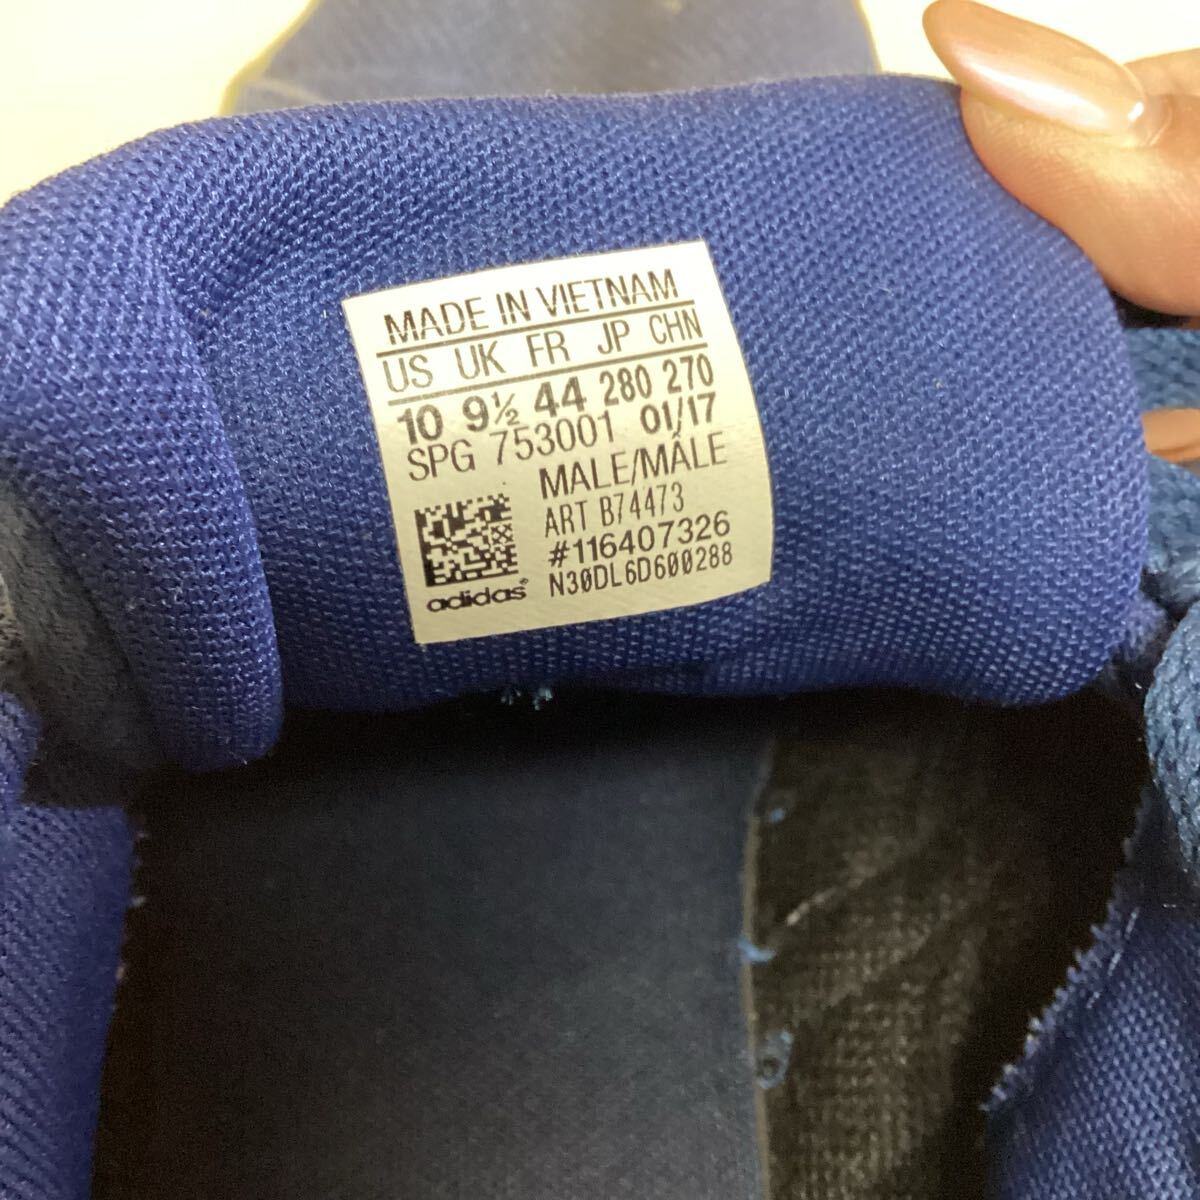 MADE IN VIETNAM
US UK FR JP CHN
10 9½ 44 280 270
SPG 753001 01/17
MALE/MÂLE
ART B74473
#116407326
N30DL6D600288
adidas®